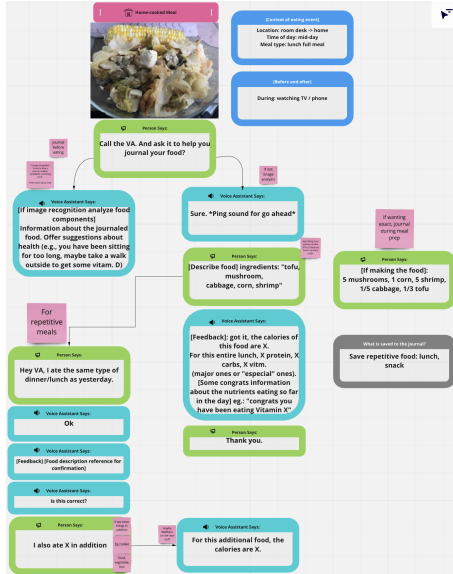 Home-cooked Meal
[Context of eating event]
Location: room desk -> home
Time of day: mid-day
Meal type: lunch full meal
[Before and after]
During: watching TV / phone
Person Says:
Call the VA. And ask it to help you
journal your food?
journal
before
eating
if not
image
analysis
Voice Assistant Says:
[If image recognition analyze food
components]
Information about the journaled
food. Offer suggestions about
health (e.g., you have been sitting
for too long, maybe take a walk
outside to get some vitam. D)
Voice Assistant Says:
Sure. *Ping sound for go ahead*
if wanting
exact, journal
during meal
prep
Person Says:
[Describe food] ingredients: "tofu,
mushroom,
cabbage, corn, shrimp"
Person Says:
[If making the food]:
5 mushrooms, 1 corn, 5 shrimp,
1/5 cabbage, 1/3 tofu
For
repetitive
meals
Voice Assistant Says:
[Feedback]: got it, the calories of
this food are X.
For this entire lunch, X protein, X
carbs, X vitm.
(major ones or "especial" ones).
[Some congrats information
about the nutrients eating so far
in the day] eg.: "congrats you
have been eating Vitamin X"
What is saved to the journal?
Save repetitive food: lunch,
snack
Person Says:
Hey VA, I ate the same type of
dinner/lunch as yesterday.
Voice Assistant Says:
Ok
Person Says:
Thank you.
Voice Assistant Says:
[Feedback] [Food description reference for
confirmation]
Voice Assistant Says:
is this correct?
Person Says:
I also ate X in addition
Voice Assistant Says:
For this additional food, the
calories are X.